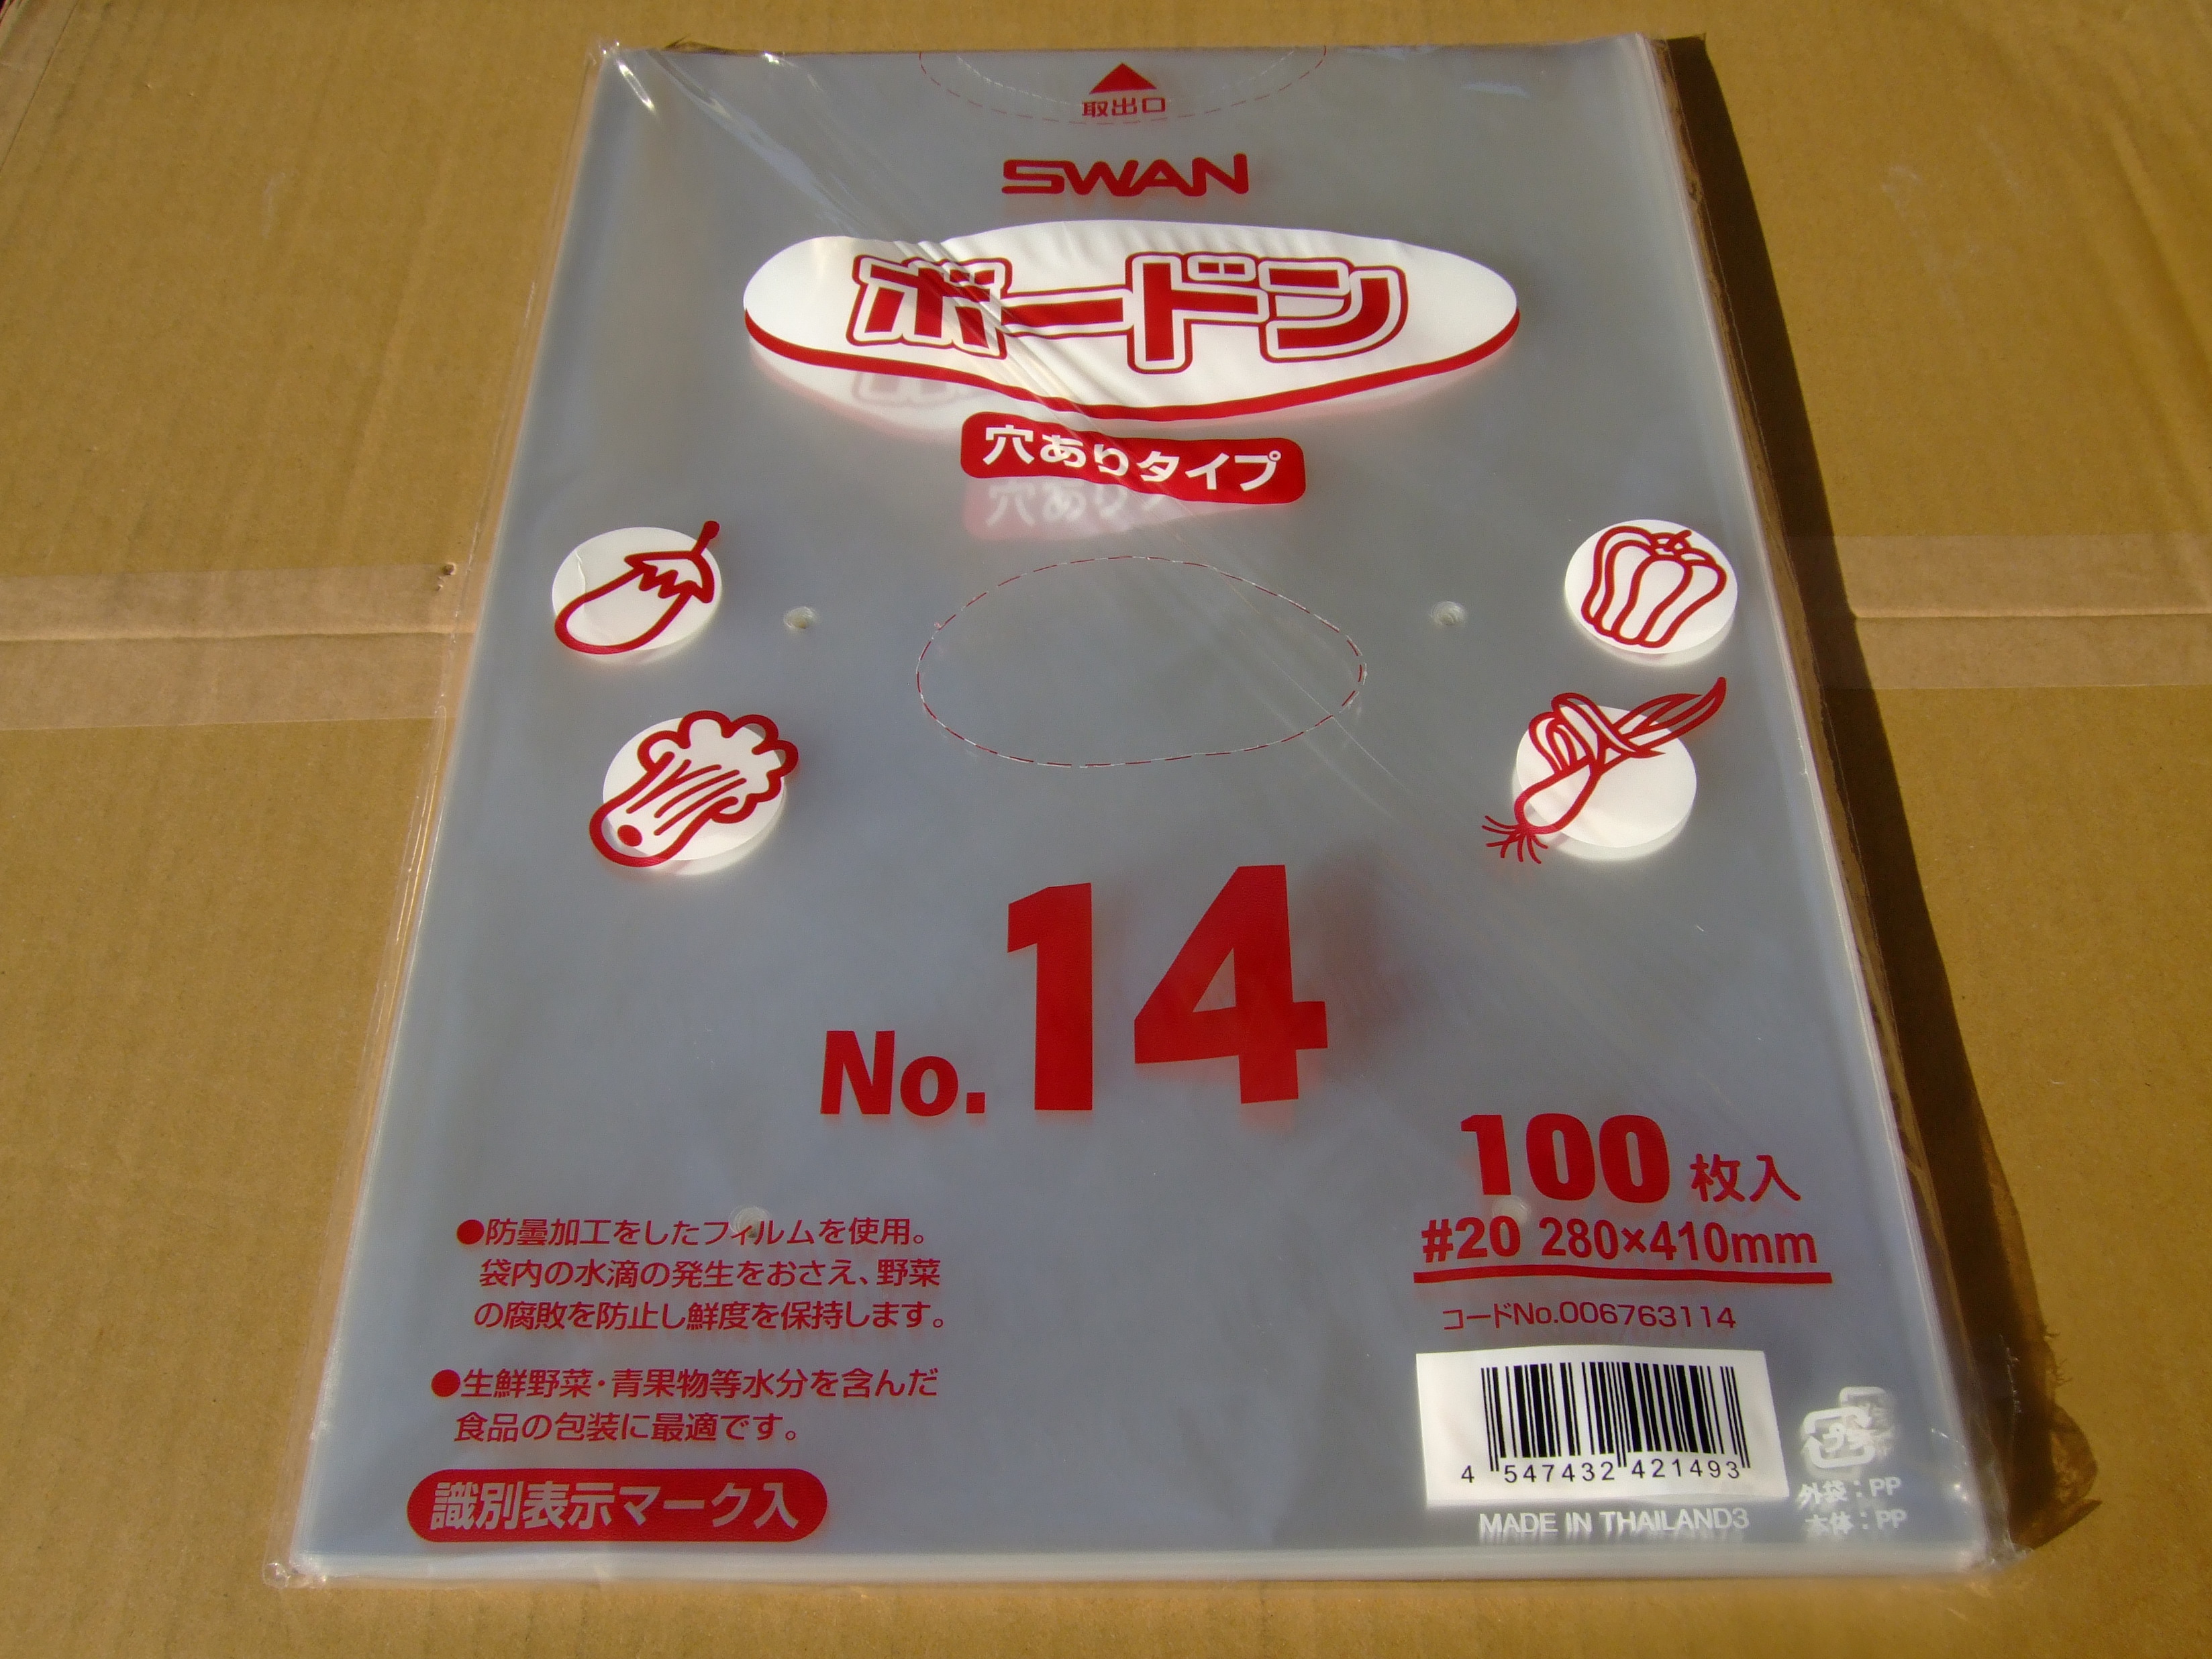 取出口
SWAN
ボードン
穴ありタイプ
No.14
100枚入
#20 280×410mm
コードNo.006763114
●防曇加工をしたフィルムを使用。
袋内の水滴の発生をおさえ、野菜
の腐敗を防止し鮮度を保持します。
●生鮮野菜・青果物等水分を含んだ
食品の包装に最適です。
識別表示マーク入
4 547432 421493
MADE IN THAILAND3
プラ
外袋：PP
本体：PP